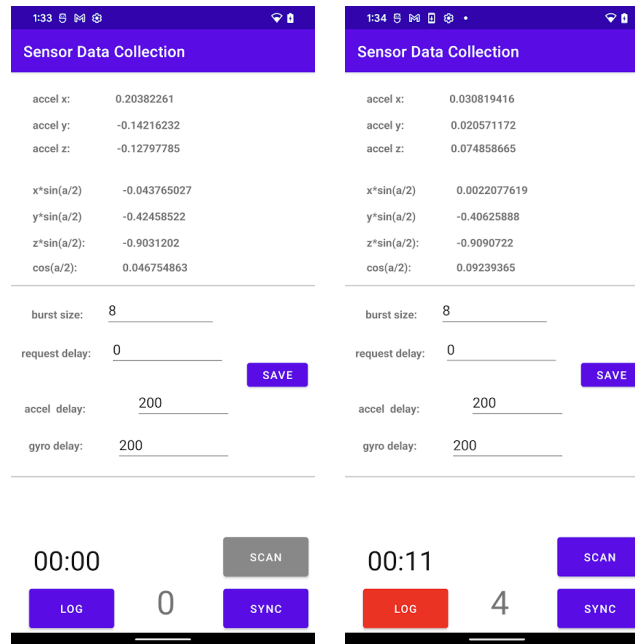 1:33
Sensor Data Collection
accel x: 0.20382261
accel y: -0.14216232
accel z: -0.12797785
x*sin(a/2) -0.043765027
y*sin(a/2) -0.42458522
z*sin(a/2): -0.9031202
cos(a/2): 0.046754863
burst size: 8
request delay: 0
SAVE
accel delay: 200
gyro delay: 200
00:00
SCAN
LOG
0
SYNC
1:34
Sensor Data Collection
accel x: 0.030819416
accel y: 0.020571172
accel z: 0.074858665
x*sin(a/2) 0.0022077619
y*sin(a/2) -0.40625888
z*sin(a/2): -0.9090722
cos(a/2): 0.09239365
burst size: 8
request delay: 0
SAVE
accel delay: 200
gyro delay: 200
00:11
SCAN
LOG
4
SYNC